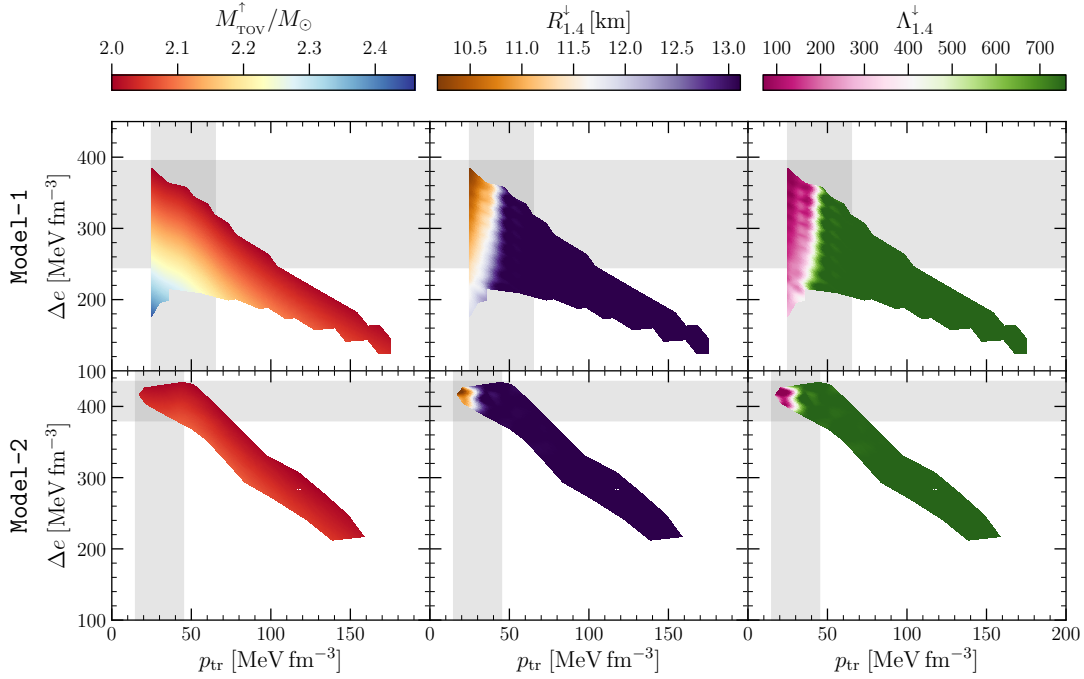 M↑TOV/M⊙ R↓1.4 [km] Λ↓1.4
2.0 2.1 2.2 2.3 2.4 10.5 11.0 11.5 12.0 12.5 13.0 100 200 300 400 500 600 700
Model-1
Δe [MeV fm−3]
400
300
200
100
Model-2
Δe [MeV fm−3]
400
300
200
100
0 50 100 150 0 50 100 150 0 50 100 150 200
ptr [MeV fm−3] ptr [MeV fm−3] ptr [MeV fm−3]